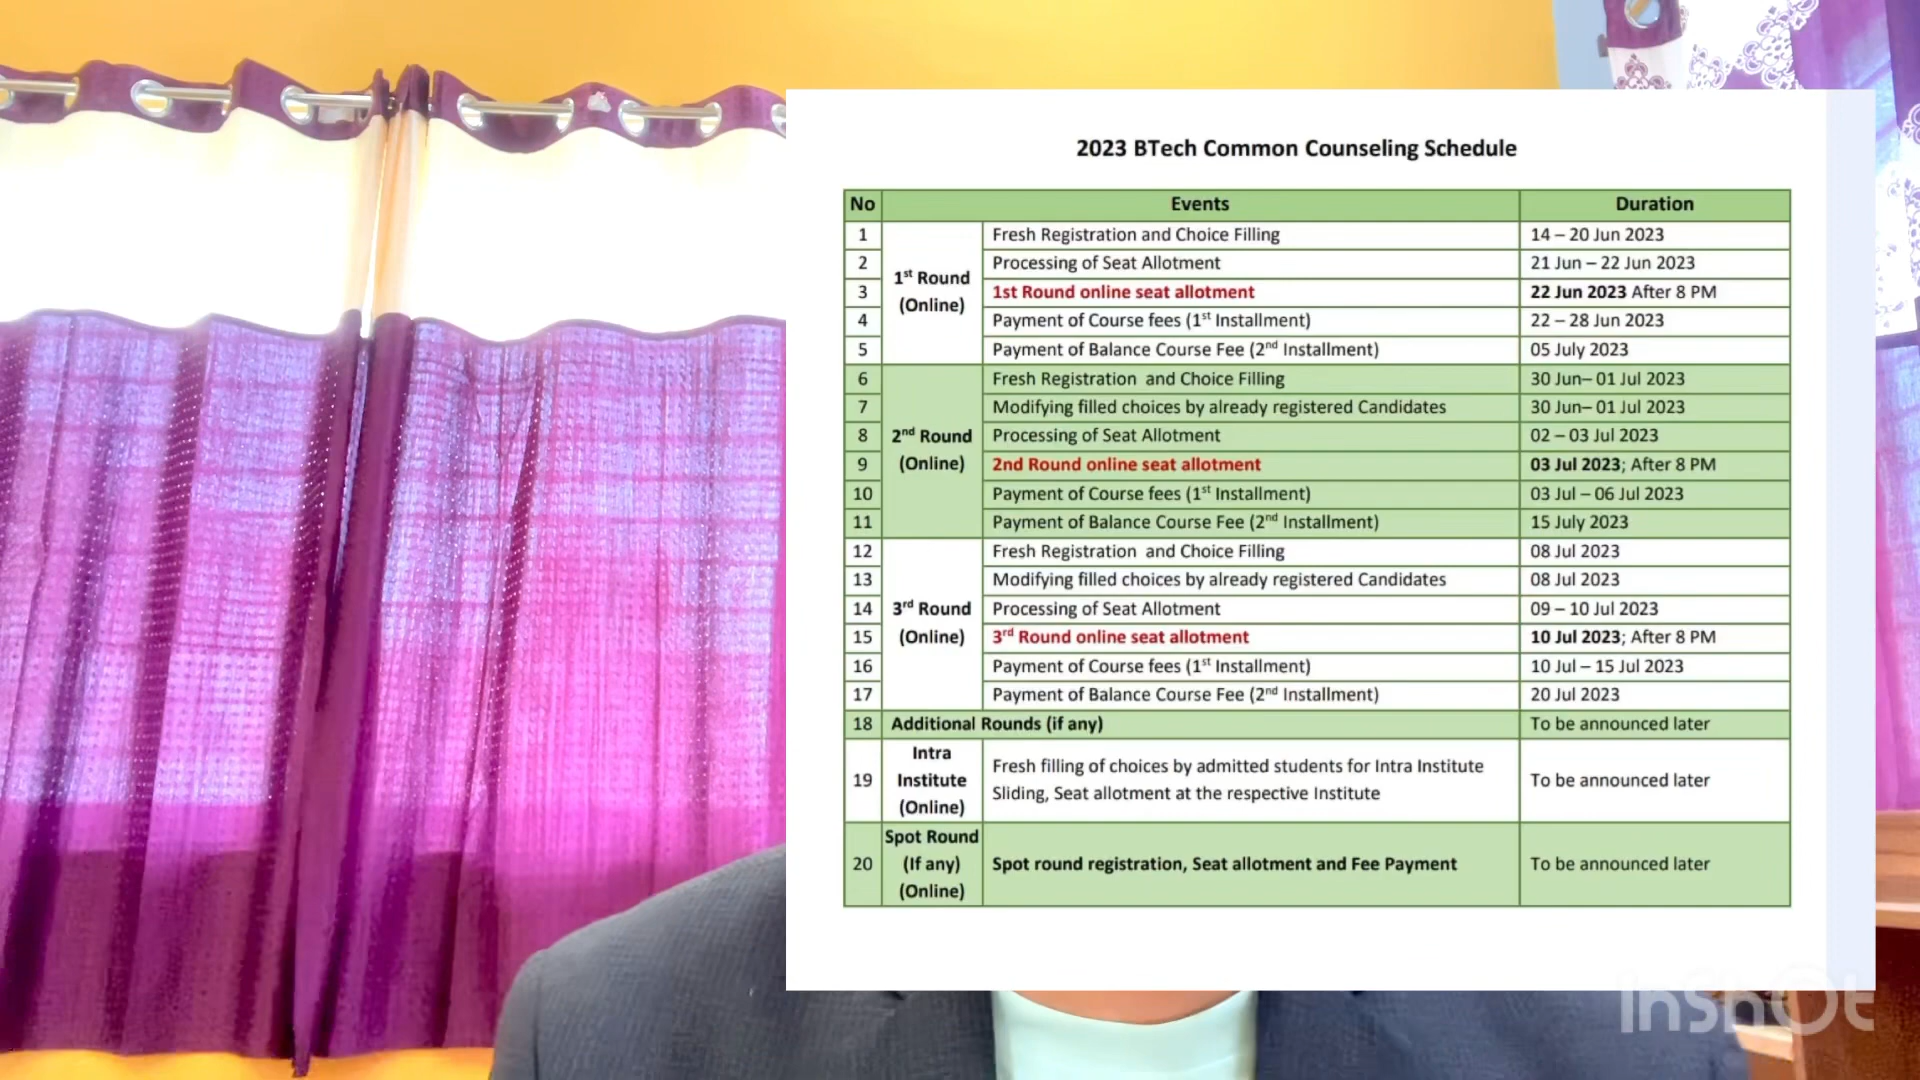 2023 BTech Common Counseling Schedule
No Events Duration
1 Fresh Registration and Choice Filling 14 – 20 Jun 2023
2 Processing of Seat Allotment 21 Jun – 22 Jun 2023
1st Round (Online)
3 1st Round online seat allotment 22 Jun 2023 After 8 PM
4 Payment of Course fees (1st Installment) 22 – 28 Jun 2023
5 Payment of Balance Course Fee (2nd Installment) 05 July 2023
6 Fresh Registration and Choice Filling 30 Jun– 01 Jul 2023
7 Modifying filled choices by already registered Candidates 30 Jun– 01 Jul 2023
8 Processing of Seat Allotment 02 – 03 Jul 2023
2nd Round (Online)
9 2nd Round online seat allotment 03 Jul 2023; After 8 PM
10 Payment of Course fees (1st Installment) 03 Jul – 06 Jul 2023
11 Payment of Balance Course Fee (2nd Installment) 15 July 2023
12 Fresh Registration and Choice Filling 08 Jul 2023
13 Modifying filled choices by already registered Candidates 08 Jul 2023
14 Processing of Seat Allotment 09 – 10 Jul 2023
3rd Round (Online)
15 3rd Round online seat allotment 10 Jul 2023; After 8 PM
16 Payment of Course fees (1st Installment) 10 Jul – 15 Jul 2023
17 Payment of Balance Course Fee (2nd Installment) 20 Jul 2023
18 Additional Rounds (if any) To be announced later
19 Intra Institute (Online) Fresh filling of choices by admitted students for Intra Institute
Sliding, Seat allotment at the respective Institute To be announced later
20 Spot Round (If any) (Online) Spot round registration, Seat allotment and Fee Payment To be announced later
InShOt